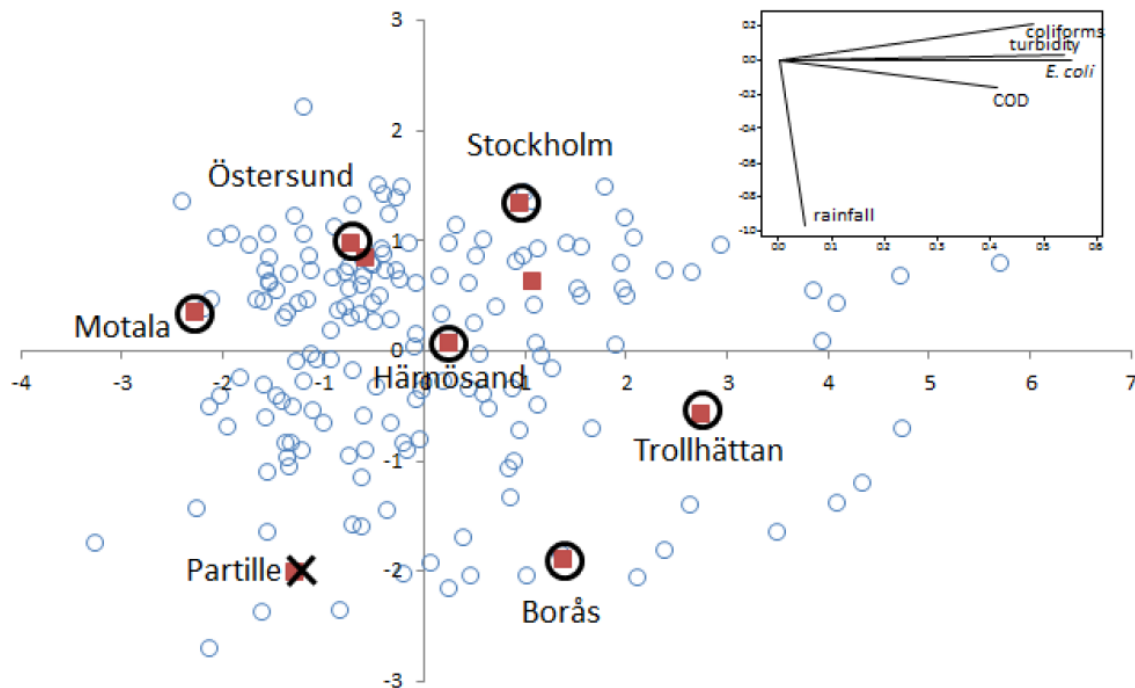 3
2
1
0
-1
-2
-3
-4
-3
-2
-1
0
1
2
3
4
5
6
7
Östersund
Stockholm
Motala
Härnösand
Trollhättan
Partille
Borås
0.2
0.0
-0.2
-0.4
-0.6
-0.8
-1.0
0.0
0.1
0.2
0.3
0.4
0.5
0.6
coliforms
turbidity
E. coli
COD
rainfall